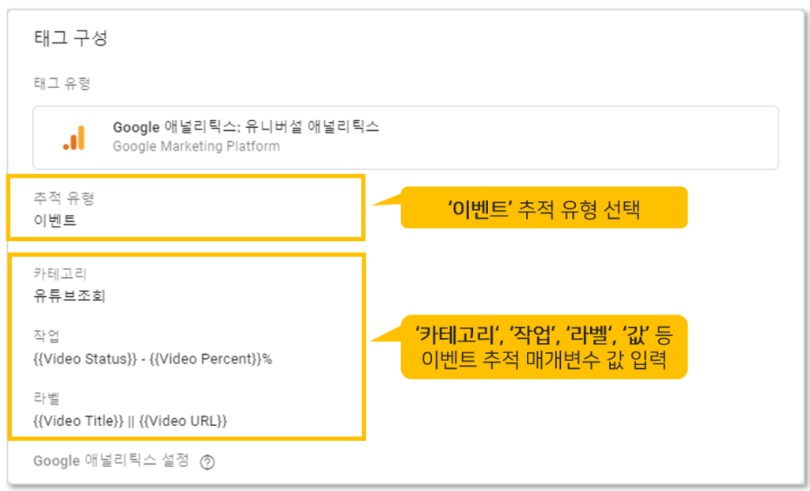 태그 구성
태그 유형
Google 애널리틱스: 유니버설 애널리틱스
Google Marketing Platform
추적 유형
이벤트
‘이벤트’ 추적 유형 선택
카테고리
유튜브조회
작업
{{Video Status}} - {{Video Percent}}%
라벨
{{Video Title}} || {{Video URL}}
‘카테고리‘, ‘작업’, ‘라벨‘, ‘값’ 등
이벤트 추적 매개변수 값 입력
Google 애널리틱스 설정 ?